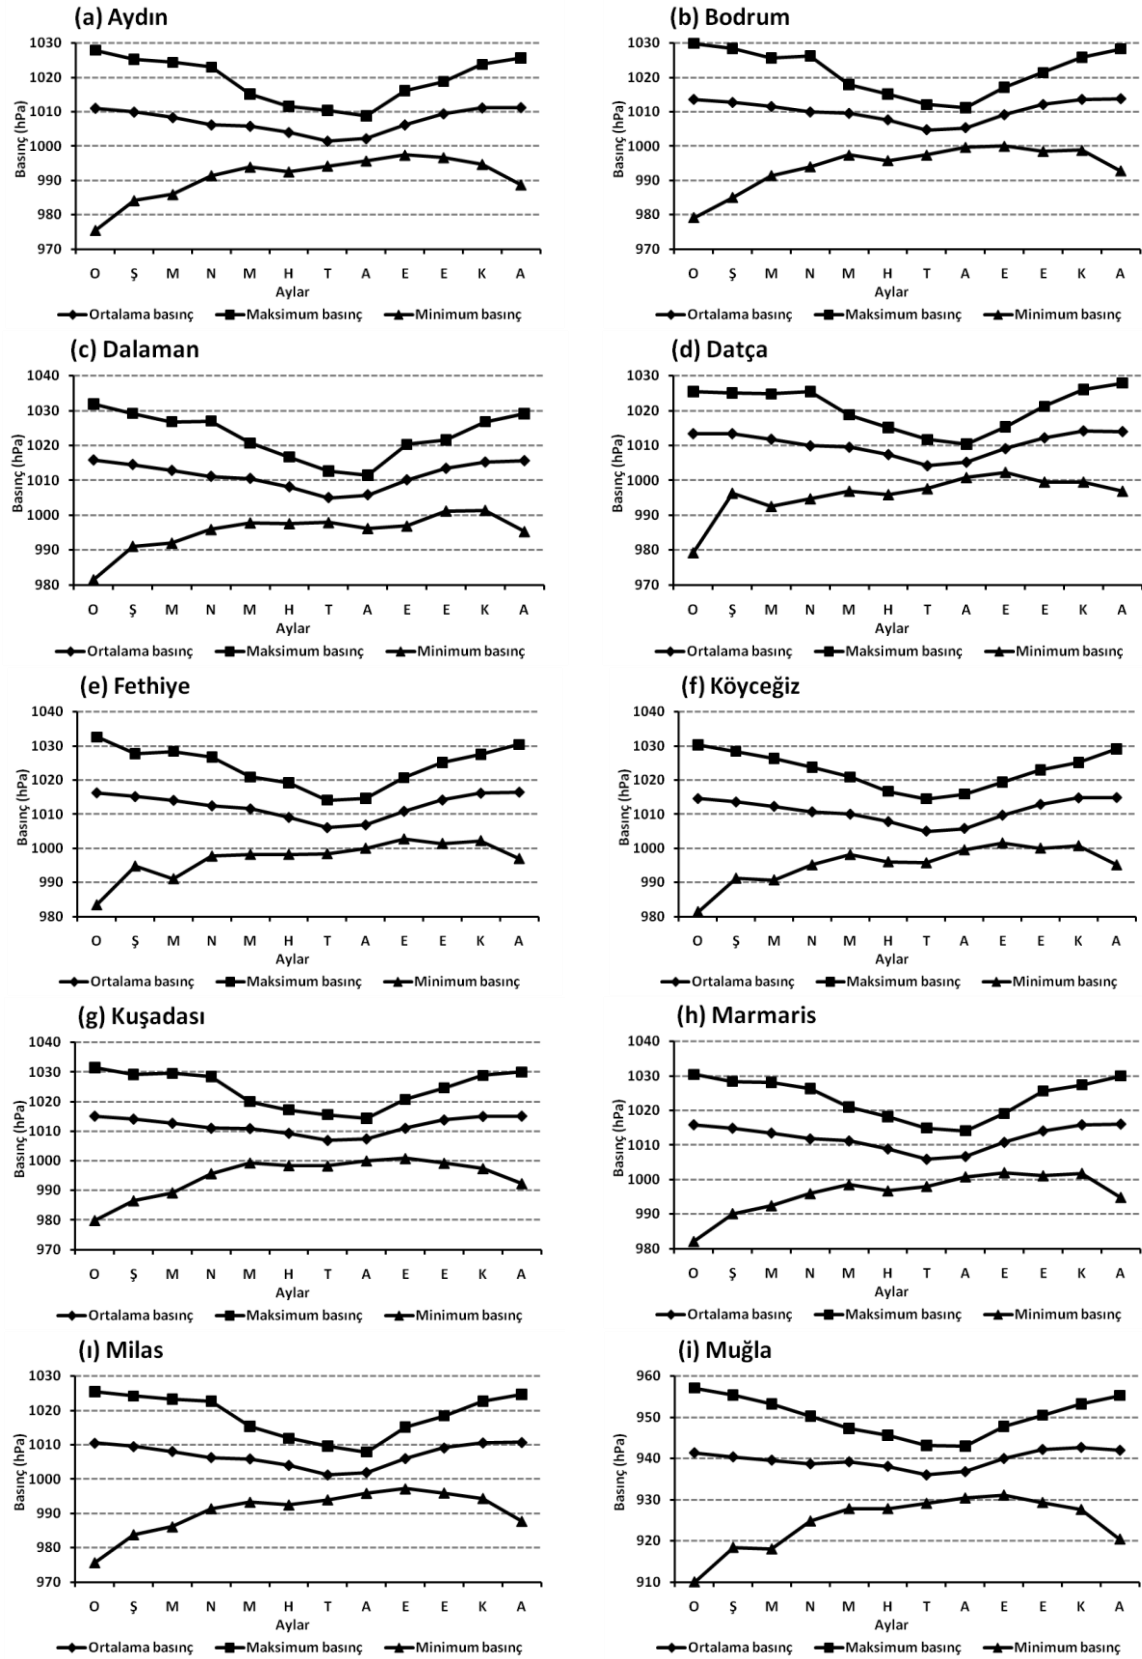 (a) Aydın
1030
1020
1010
1000
990
980
970
Basınç (hPa)
O Ş M N M H T A E E K A
Aylar
Ortalama basınç Maksimum basınç Minimum basınç
(b) Bodrum
1030
1020
1010
1000
990
980
970
Basınç (hPa)
O Ş M N M H T A E E K A
Aylar
Ortalama basınç Maksimum basınç Minimum basınç
(c) Dalaman
1040
1030
1020
1010
1000
990
980
Basınç (hPa)
O Ş M N M H T A E E K A
Aylar
Ortalama basınç Maksimum basınç Minimum basınç
(d) Datça
1030
1020
1010
1000
990
980
970
Basınç (hPa)
O Ş M N M H T A E E K A
Aylar
Ortalama basınç Maksimum basınç Minimum basınç
(e) Fethiye
1040
1030
1020
1010
1000
990
980
Basınç (hPa)
O Ş M N M H T A E E K A
Aylar
Ortalama basınç Maksimum basınç Minimum basınç
(f) Köyceğiz
1040
1030
1020
1010
1000
990
980
Basınç (hPa)
O Ş M N M H T A E E K A
Aylar
Ortalama basınç Maksimum basınç Minimum basınç
(g) Kuşadası
1040
1030
1020
1010
1000
990
980
970
Basınç (hPa)
O Ş M N M H T A E E K A
Aylar
Ortalama basınç Maksimum basınç Minimum basınç
(h) Marmaris
1040
1030
1020
1010
1000
990
980
Basınç (hPa)
O Ş M N M H T A E E K A
Aylar
Ortalama basınç Maksimum basınç Minimum basınç
(ı) Milas
1030
1020
1010
1000
990
980
970
Basınç (hPa)
O Ş M N M H T A E E K A
Aylar
Ortalama basınç Maksimum basınç Minimum basınç
(i) Muğla
960
950
940
930
920
910
Basınç (hPa)
O Ş M N M H T A E E K A
Aylar
Ortalama basınç Maksimum basınç Minimum basınç